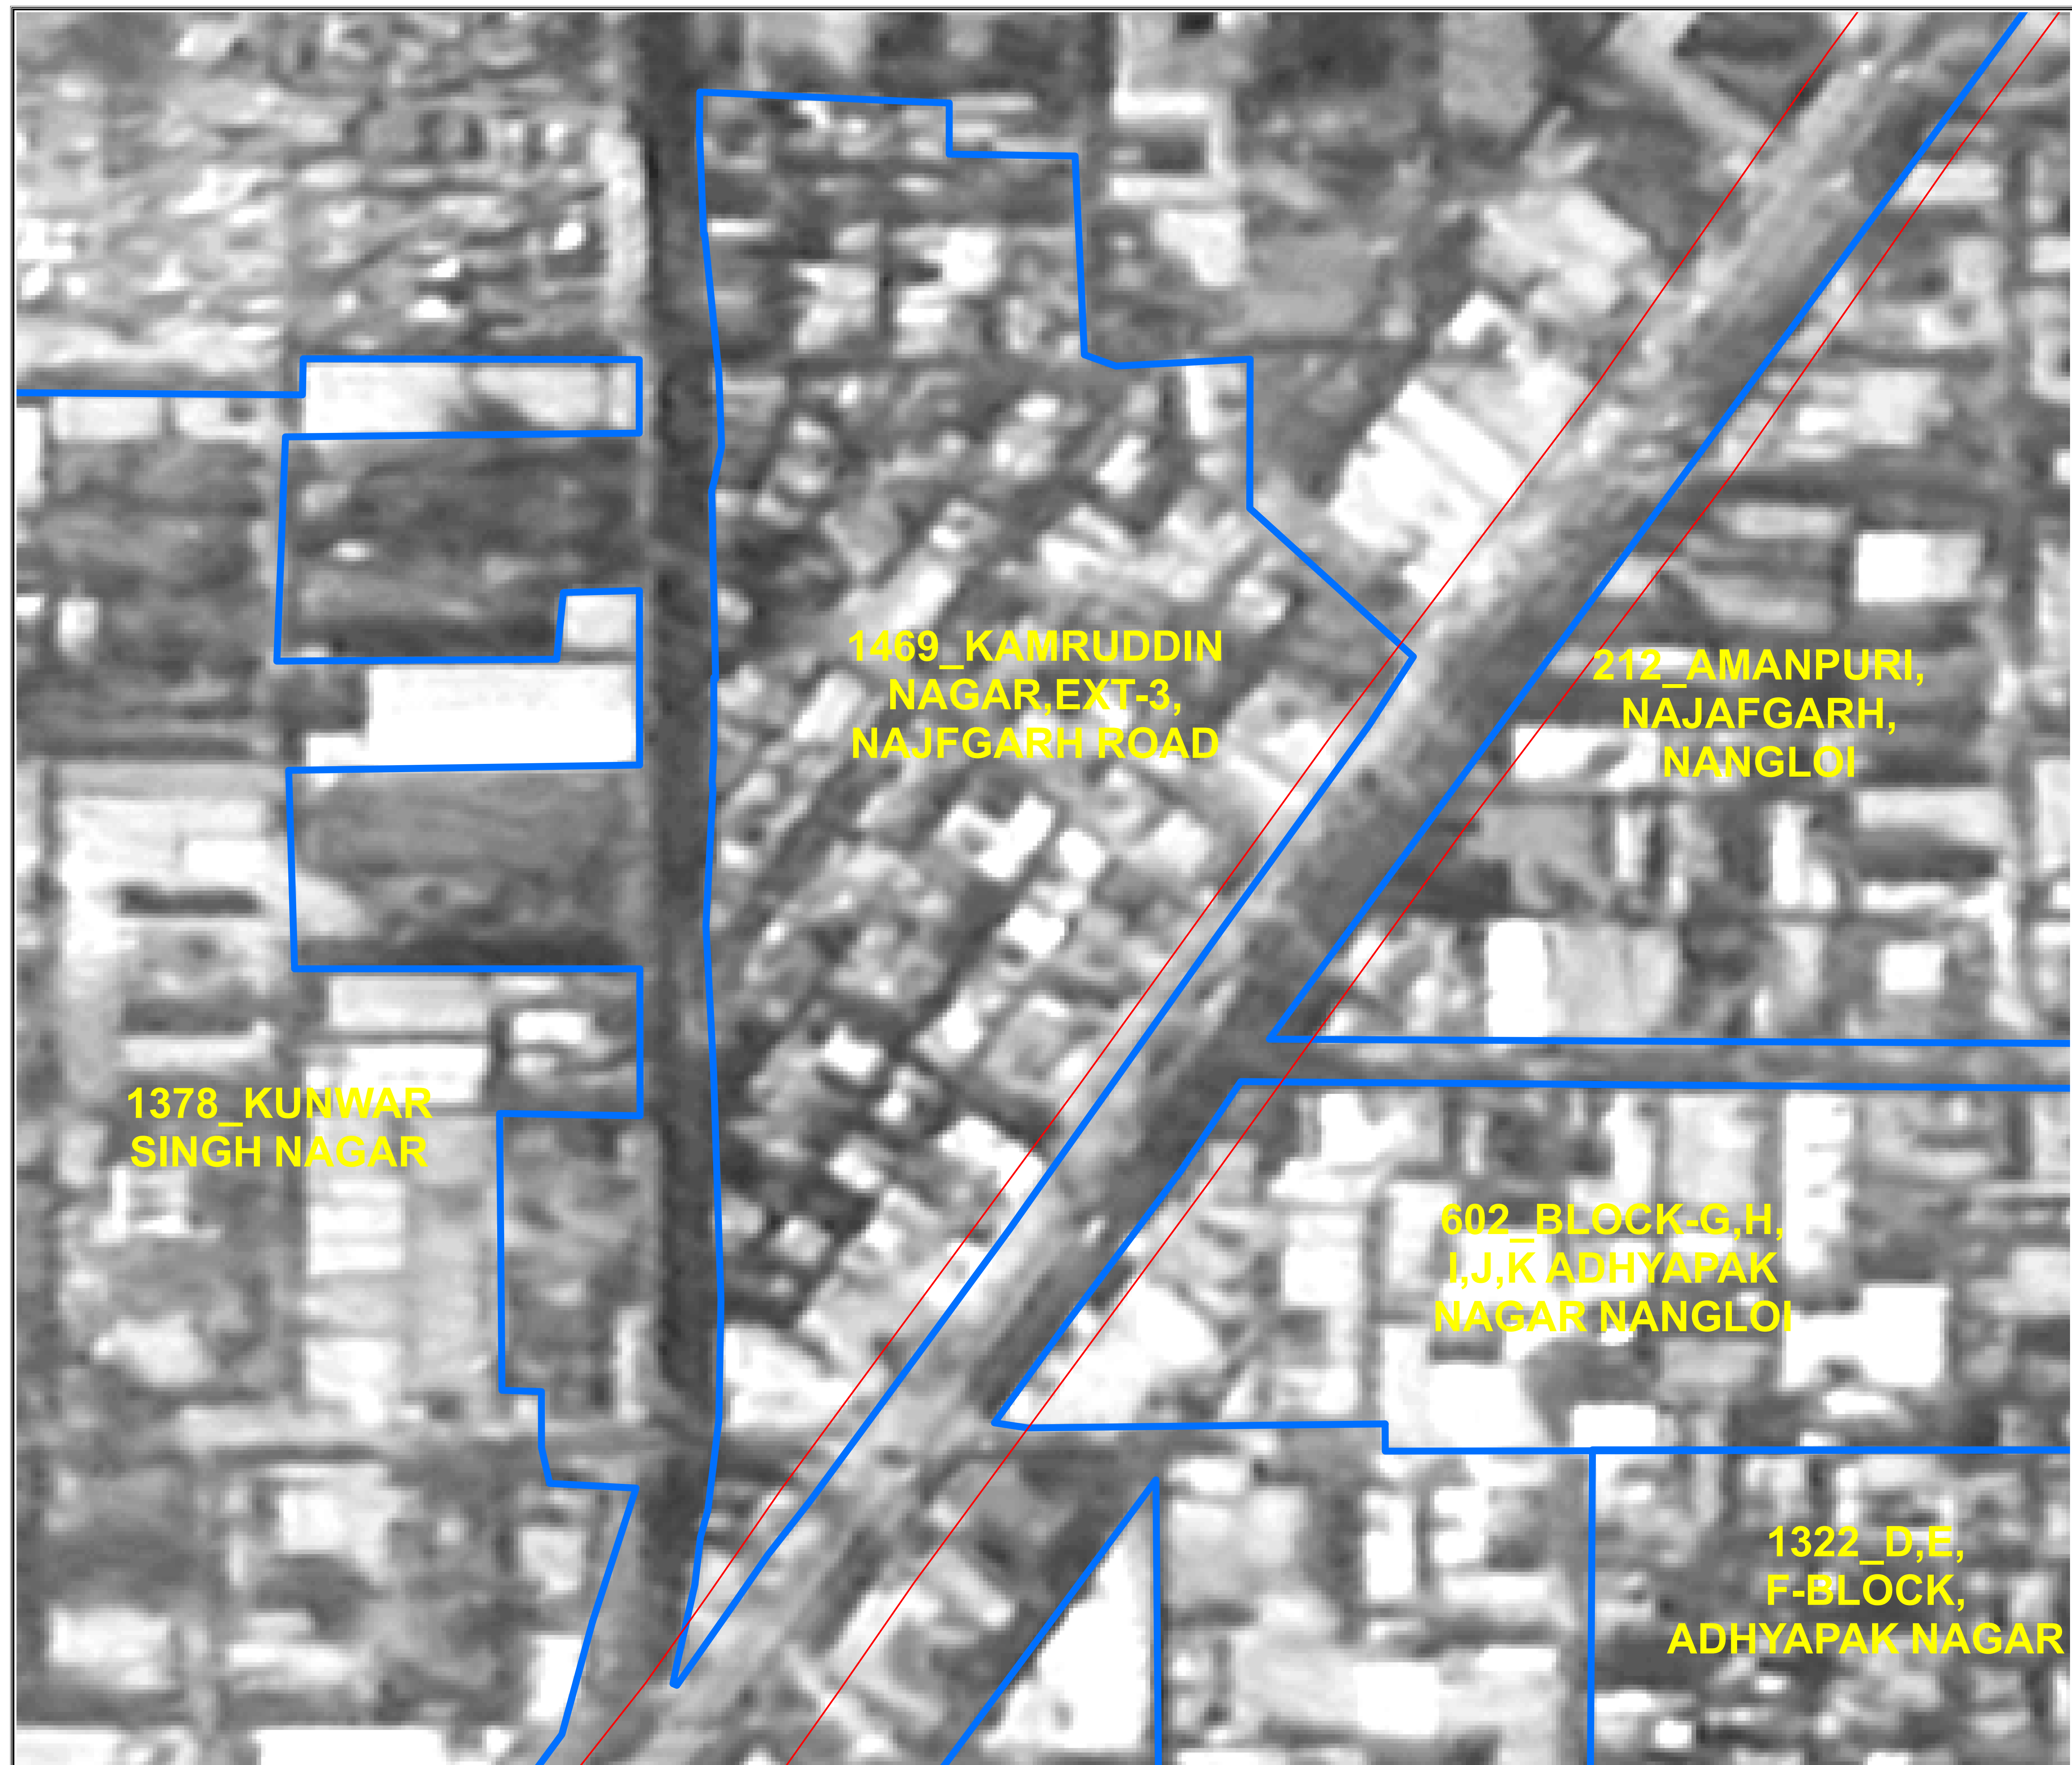 1469_KAMRUDDIN
NAGAR,EXT-3,
NAJFGARH ROAD
212_AMANPURI,
NAJAFGARH,
NANGLOI
1378_KUNWAR
SINGH NAGAR
602_BLOCK-G,H,
I,J,K ADHYAPAK
NAGAR NANGLOI
1322_D,E,
F-BLOCK,
ADHYAPAK NAGAR